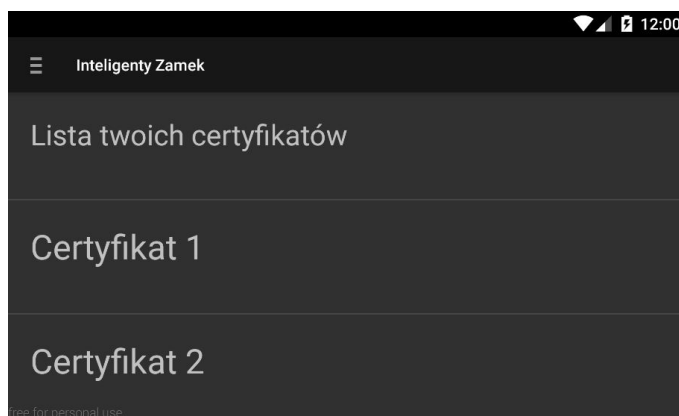 12:00
Inteligenty Zamek
Lista twoich certyfikatów
Certyfikat 1
Certyfikat 2
free for personal use